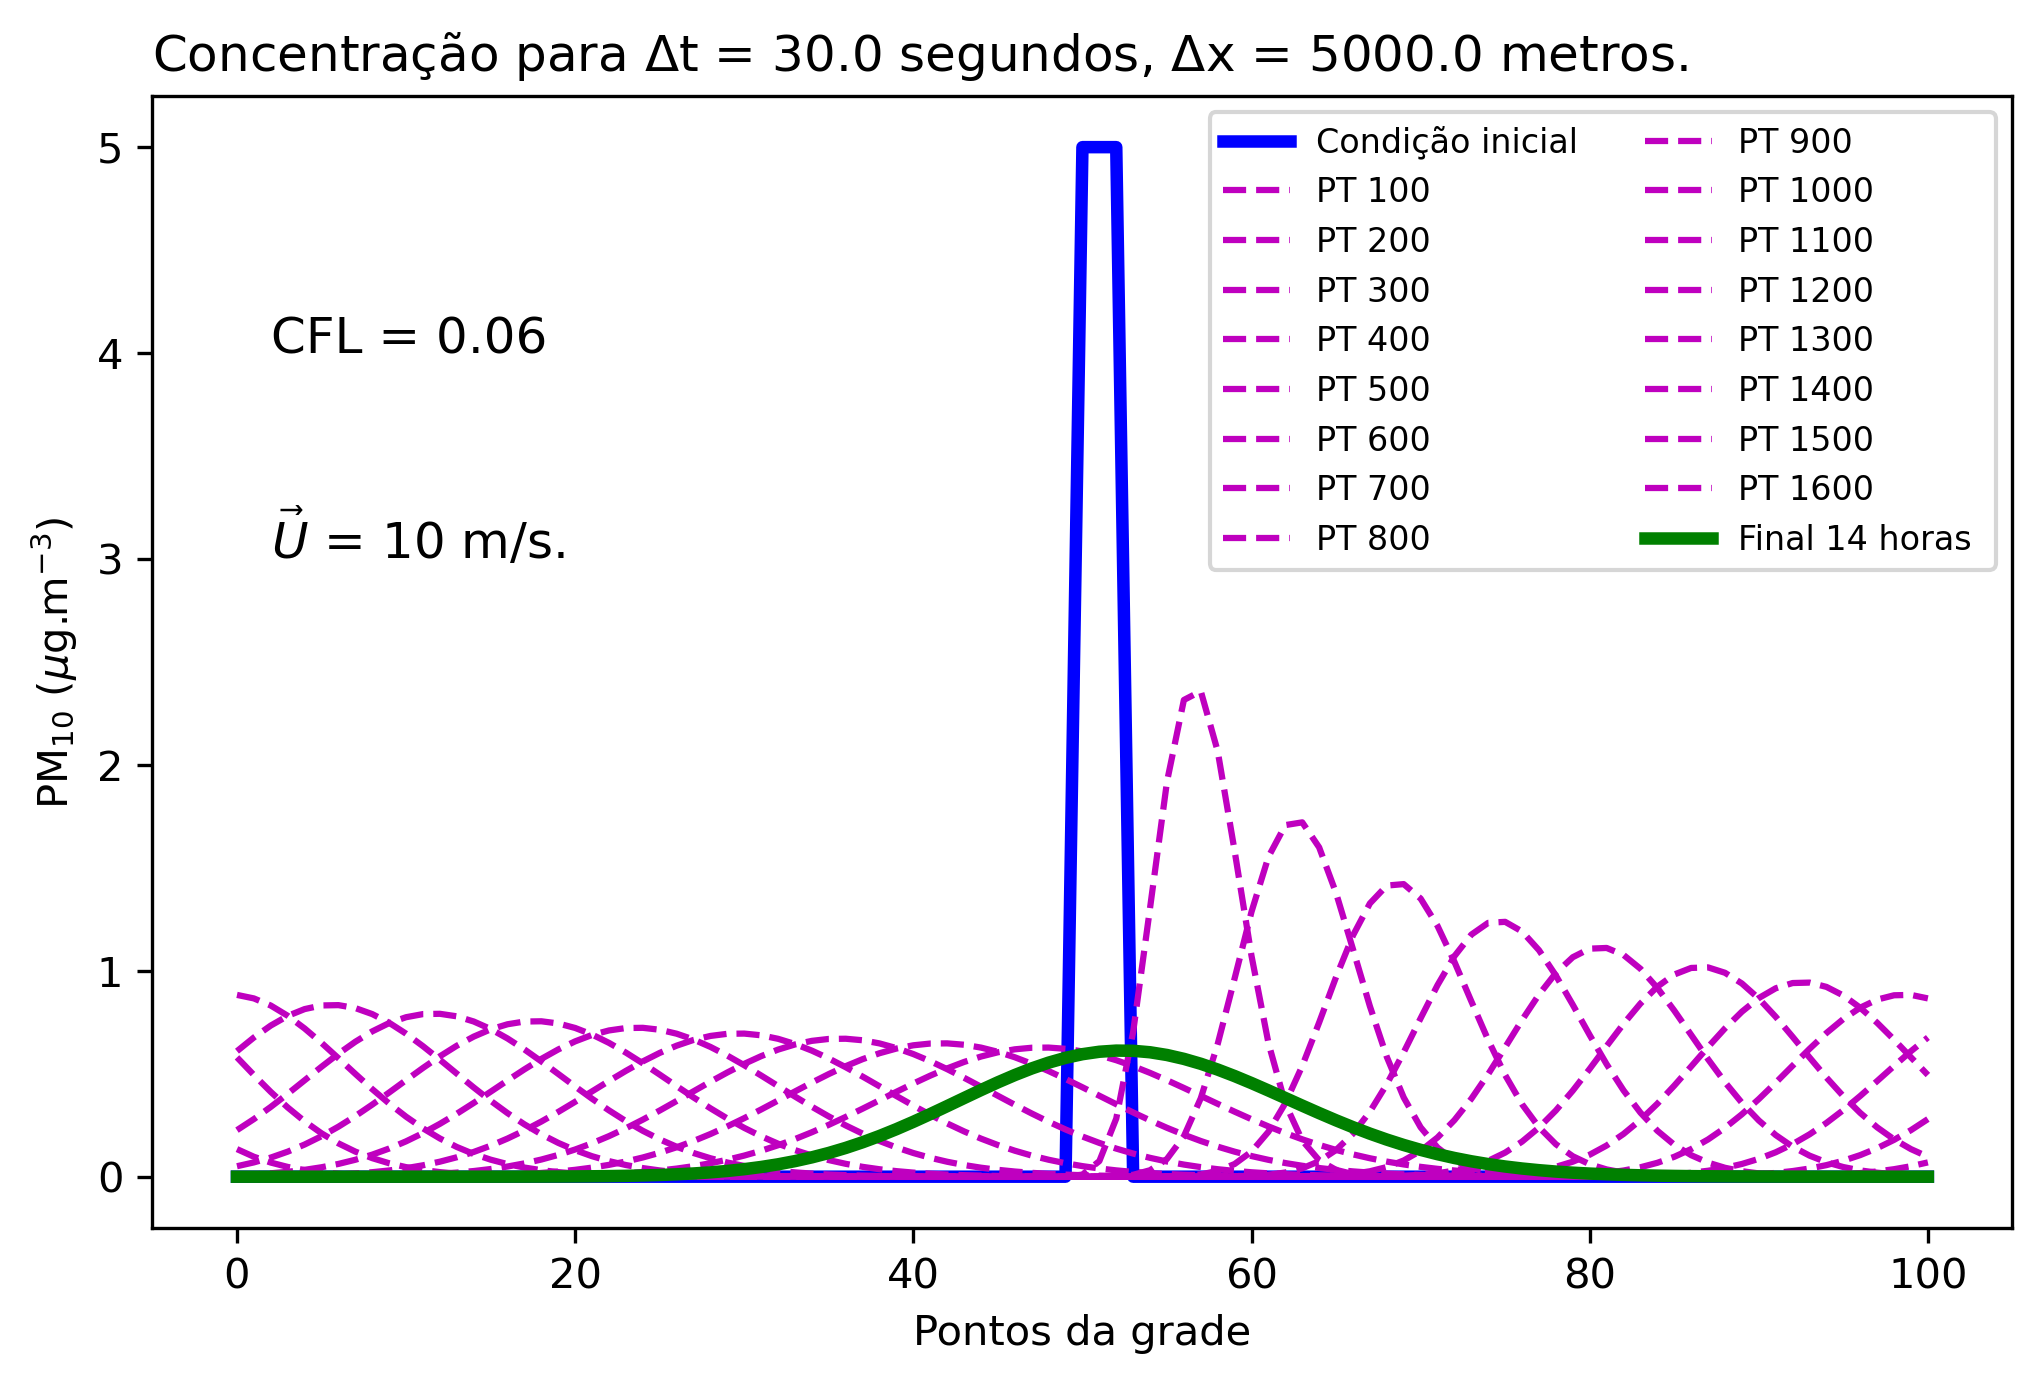 Concentração para Δt = 30.0 segundos, Δx = 5000.0 metros.
5
4
3
2
1
0
PM₁₀ (μg.m⁻³)
CFL = 0.06
U⃗ = 10 m/s.
Condição inicial
PT 100
PT 200
PT 300
PT 400
PT 500
PT 600
PT 700
PT 800
PT 900
PT 1000
PT 1100
PT 1200
PT 1300
PT 1400
PT 1500
PT 1600
Final 14 horas
0 20 40 60 80 100
Pontos da grade